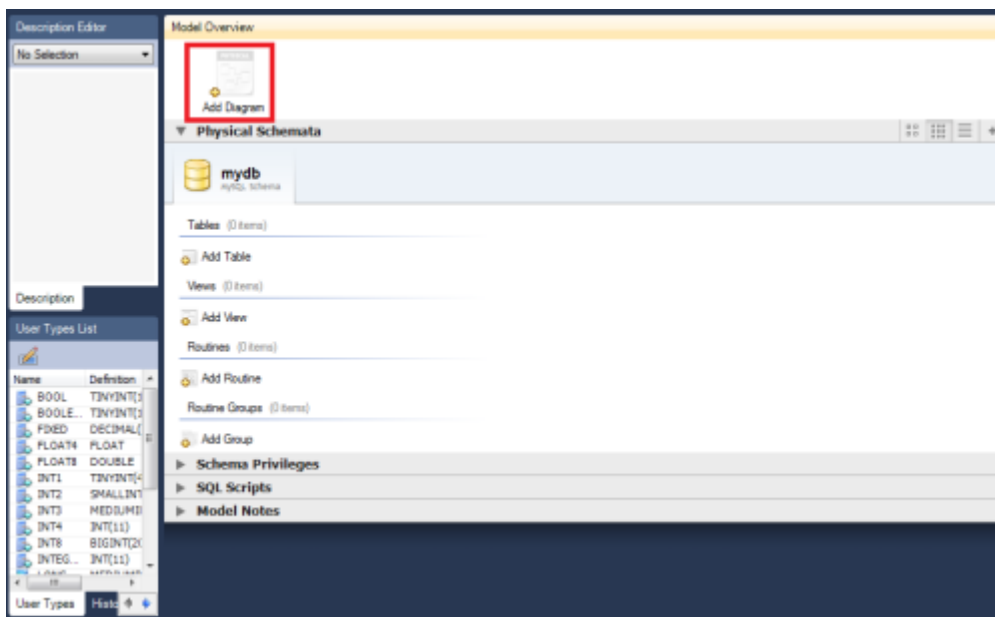 Description Editor
No Selection
Description
User Types List
Name Definition
BOOL TINYINT(1
BOOLE... TINYINT(1
FIXED DECIMAL(
FLOAT4 FLOAT
FLOAT8 DOUBLE
INT1 TINYINT(4
INT2 SMALLINT
INT3 MEDIUMI
INT4 INT(11)
INT8 BIGINT(20
INTEG... INT(11)
User Types Histo
Model Overview
Add Diagram
Physical Schemata
mydb
MySQL Schema
Tables (0 items)
Add Table
Views (0 items)
Add View
Routines (0 items)
Add Routine
Routine Groups (0 items)
Add Group
Schema Privileges
SQL Scripts
Model Notes